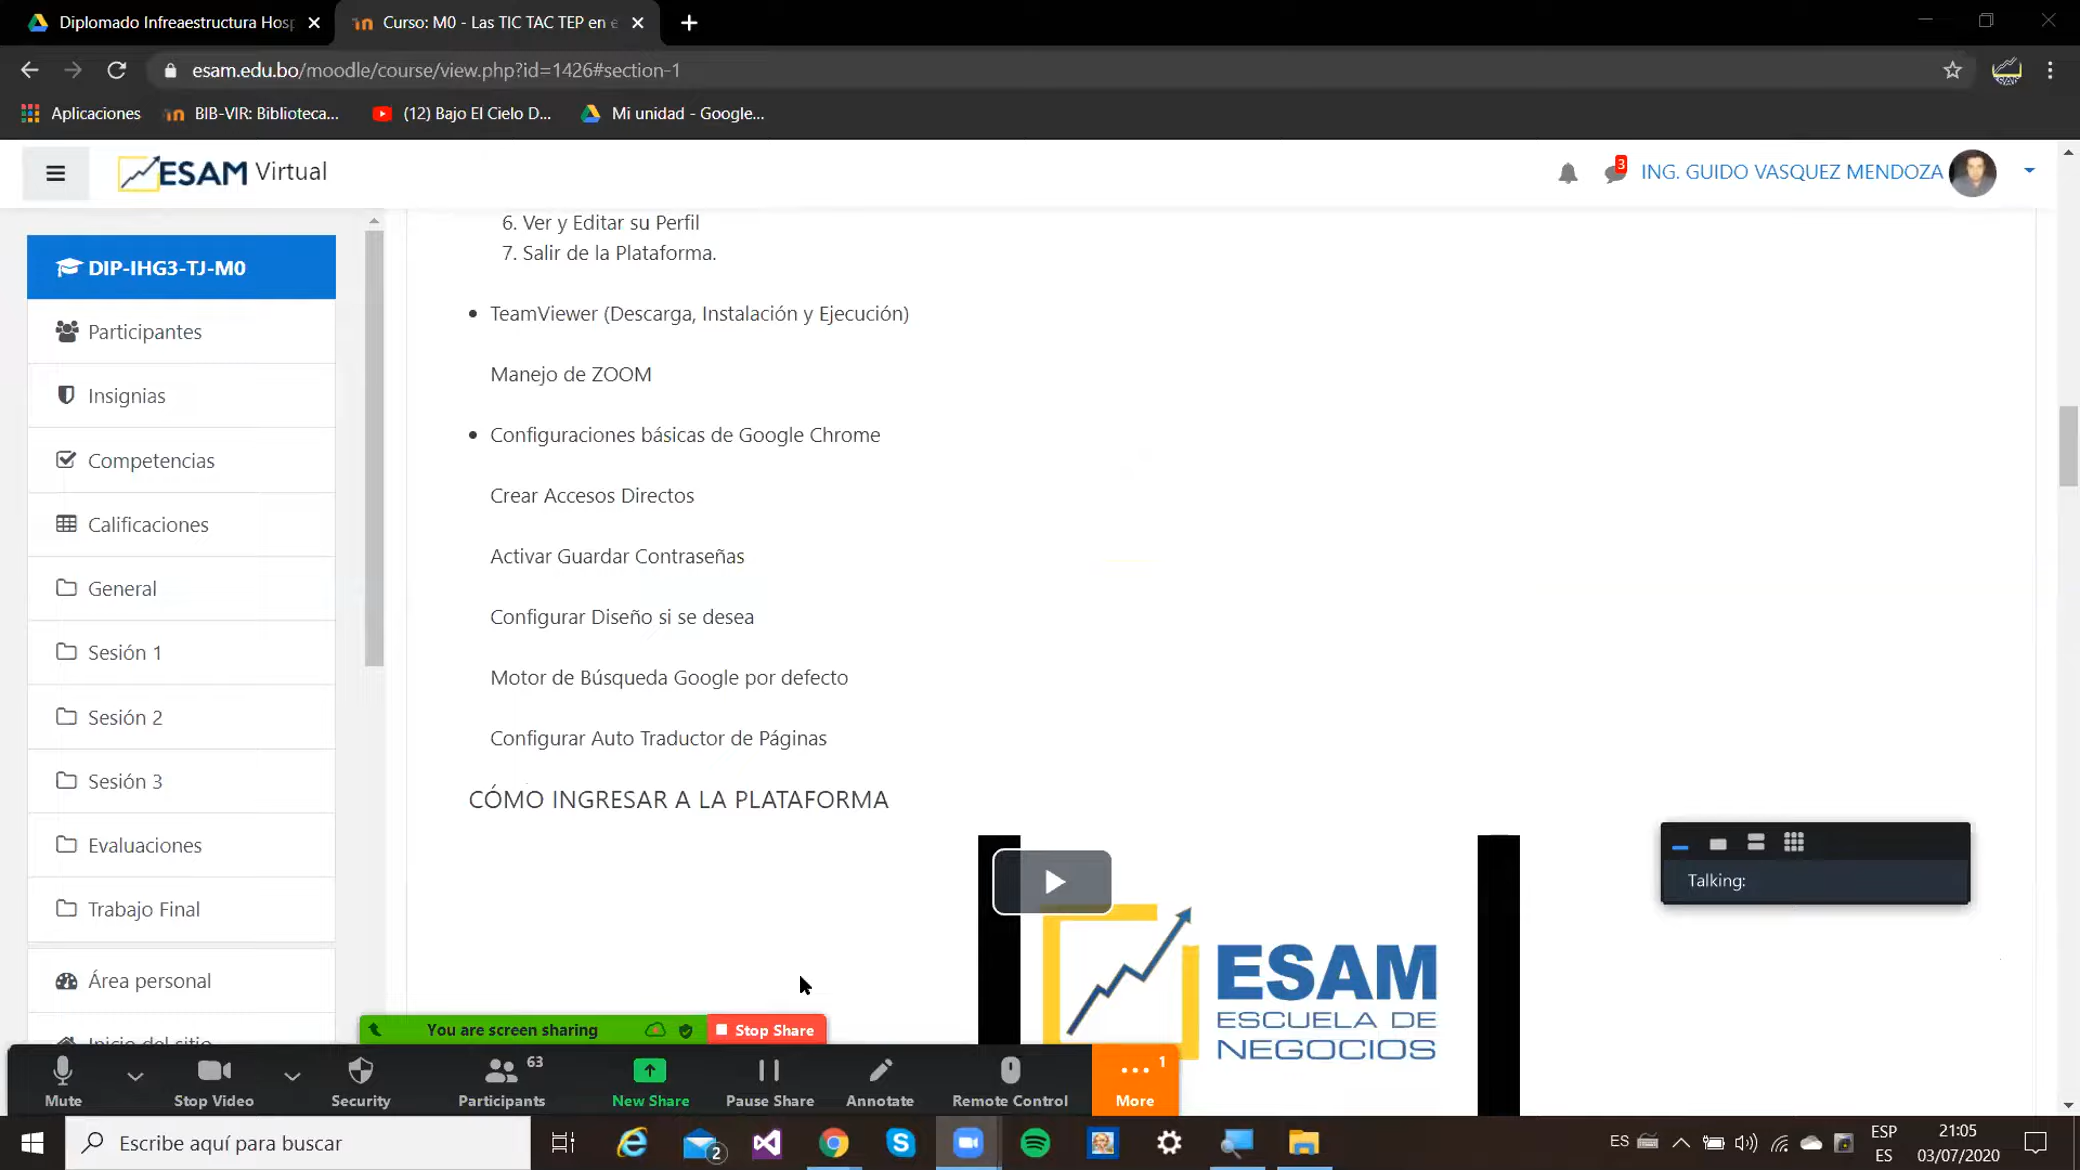 Diplomado Infreaestructura Hosp
Curso: M0 - Las TIC TAC TEP en e
esam.edu.bo/moodle/course/view.php?id=1426#section-1
Aplicaciones
BIB-VIR: Biblioteca...
(12) Bajo El Cielo D...
Mi unidad - Google...
ESAM Virtual
3
ING. GUIDO VASQUEZ MENDOZA
DIP-IHG3-TJ-M0
Participantes
Insignias
Competencias
Calificaciones
General
Sesión 1
Sesión 2
Sesión 3
Evaluaciones
Trabajo Final
Área personal
Inicio del sitio
6. Ver y Editar su Perfil
7. Salir de la Plataforma.
TeamViewer (Descarga, Instalación y Ejecución)
Manejo de ZOOM
Configuraciones básicas de Google Chrome
Crear Accesos Directos
Activar Guardar Contraseñas
Configurar Diseño si se desea
Motor de Búsqueda Google por defecto
Configurar Auto Traductor de Páginas
CÓMO INGRESAR A LA PLATAFORMA
ESAM
ESCUELA DE
NEGOCIOS
Talking:
You are screen sharing
Stop Share
Mute
Stop Video
Security
63
Participants
New Share
Pause Share
Annotate
Remote Control
1
More
Escribe aquí para buscar
2
ES
ESP
ES
21:05
03/07/2020